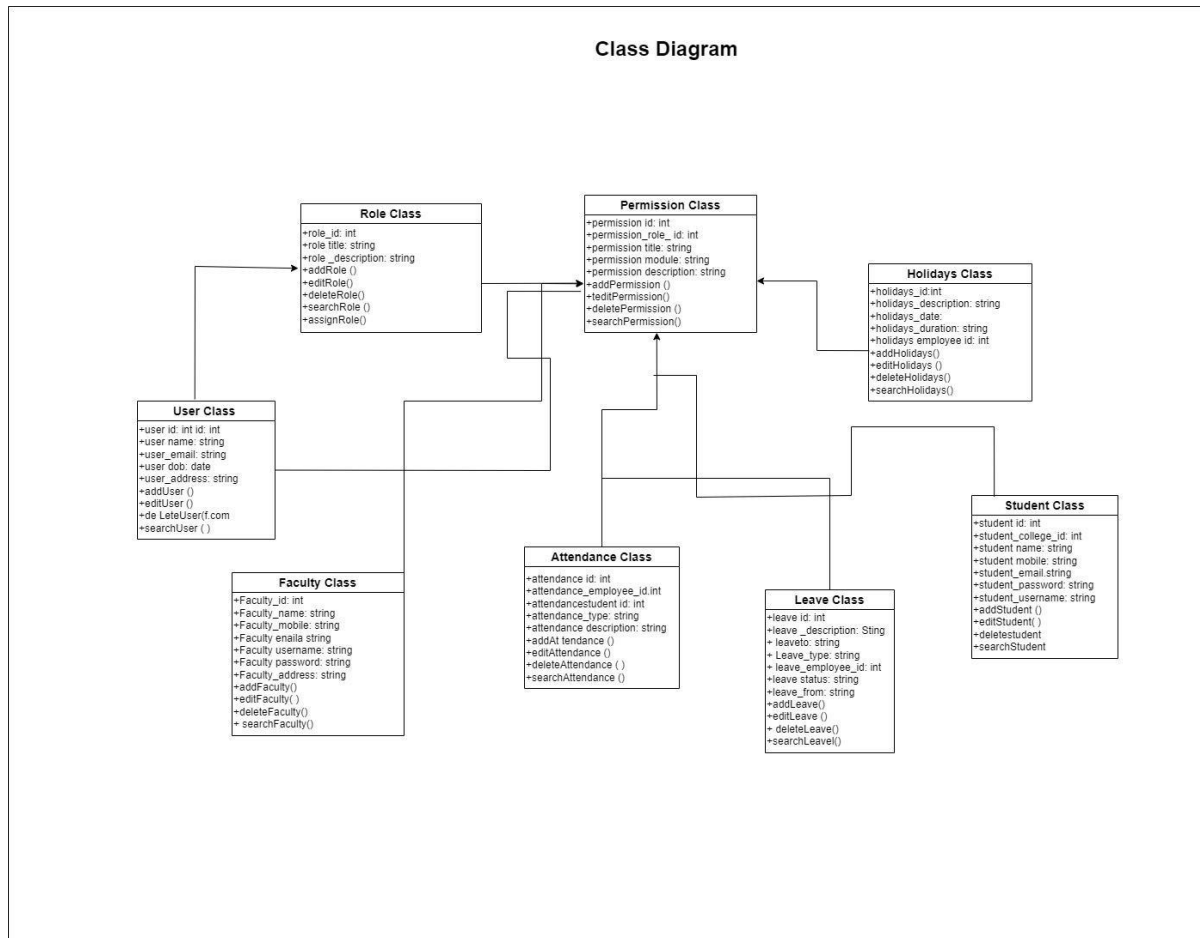 Class Diagram
Role Class
+role_id: int
+role title: string
+role _description: string
+addRole ()
+editRole()
+deleteRole()
+searchRole ()
+assignRole()
Permission Class
+permission id: int
+permission_role_ id: int
+permission title: string
+permission module: string
+permission description: string
+addPermission ()
+teditPermission()
+deletePermission ()
+searchPermission()
Holidays Class
+holidays_id:int
+holidays_description: string
+holidays_date:
+holidays_duration: string
+holidays employee id: int
+addHolidays()
+editHolidays ()
+deleteHolidays()
+searchHolidays()
User Class
+user id: int id: int
+user name: string
+user_email: string
+user dob: date
+user_address: string
+addUser ()
+editUser ()
+de LeteUser(f.com
+searchUser ( )
Faculty Class
+Faculty_id: int
+Faculty_name: string
+Faculty_mobile: string
+Faculty enaila string
+Faculty username: string
+Faculty password: string
+Faculty_address: string
+addFaculty()
+editFaculty( )
+deleteFaculty()
+ searchFaculty()
Attendance Class
+attendance id: int
+attendance_employee_id.int
+attendancestudent id: int
+attendance_type: string
+attendance description: string
+addAt tendance ()
+editAttendance ()
+deleteAttendance ( )
+searchAttendance ()
Leave Class
+leave id: int
+leave _description: Sting
+ leaveto: string
+ Leave_type: string
+ leave_employee_id: int
+leave status: string
+leave_from: string
+addLeave()
+editLeave ()
+ deleteLeave()
+searchLeavel()
Student Class
+student id: int
+student_college_id: int
+student name: string
+student mobile: string
+student_email.string
+student_password: string
+student_username: string
+addStudent ()
+editStudent( )
+deletestudent
+searchStudent